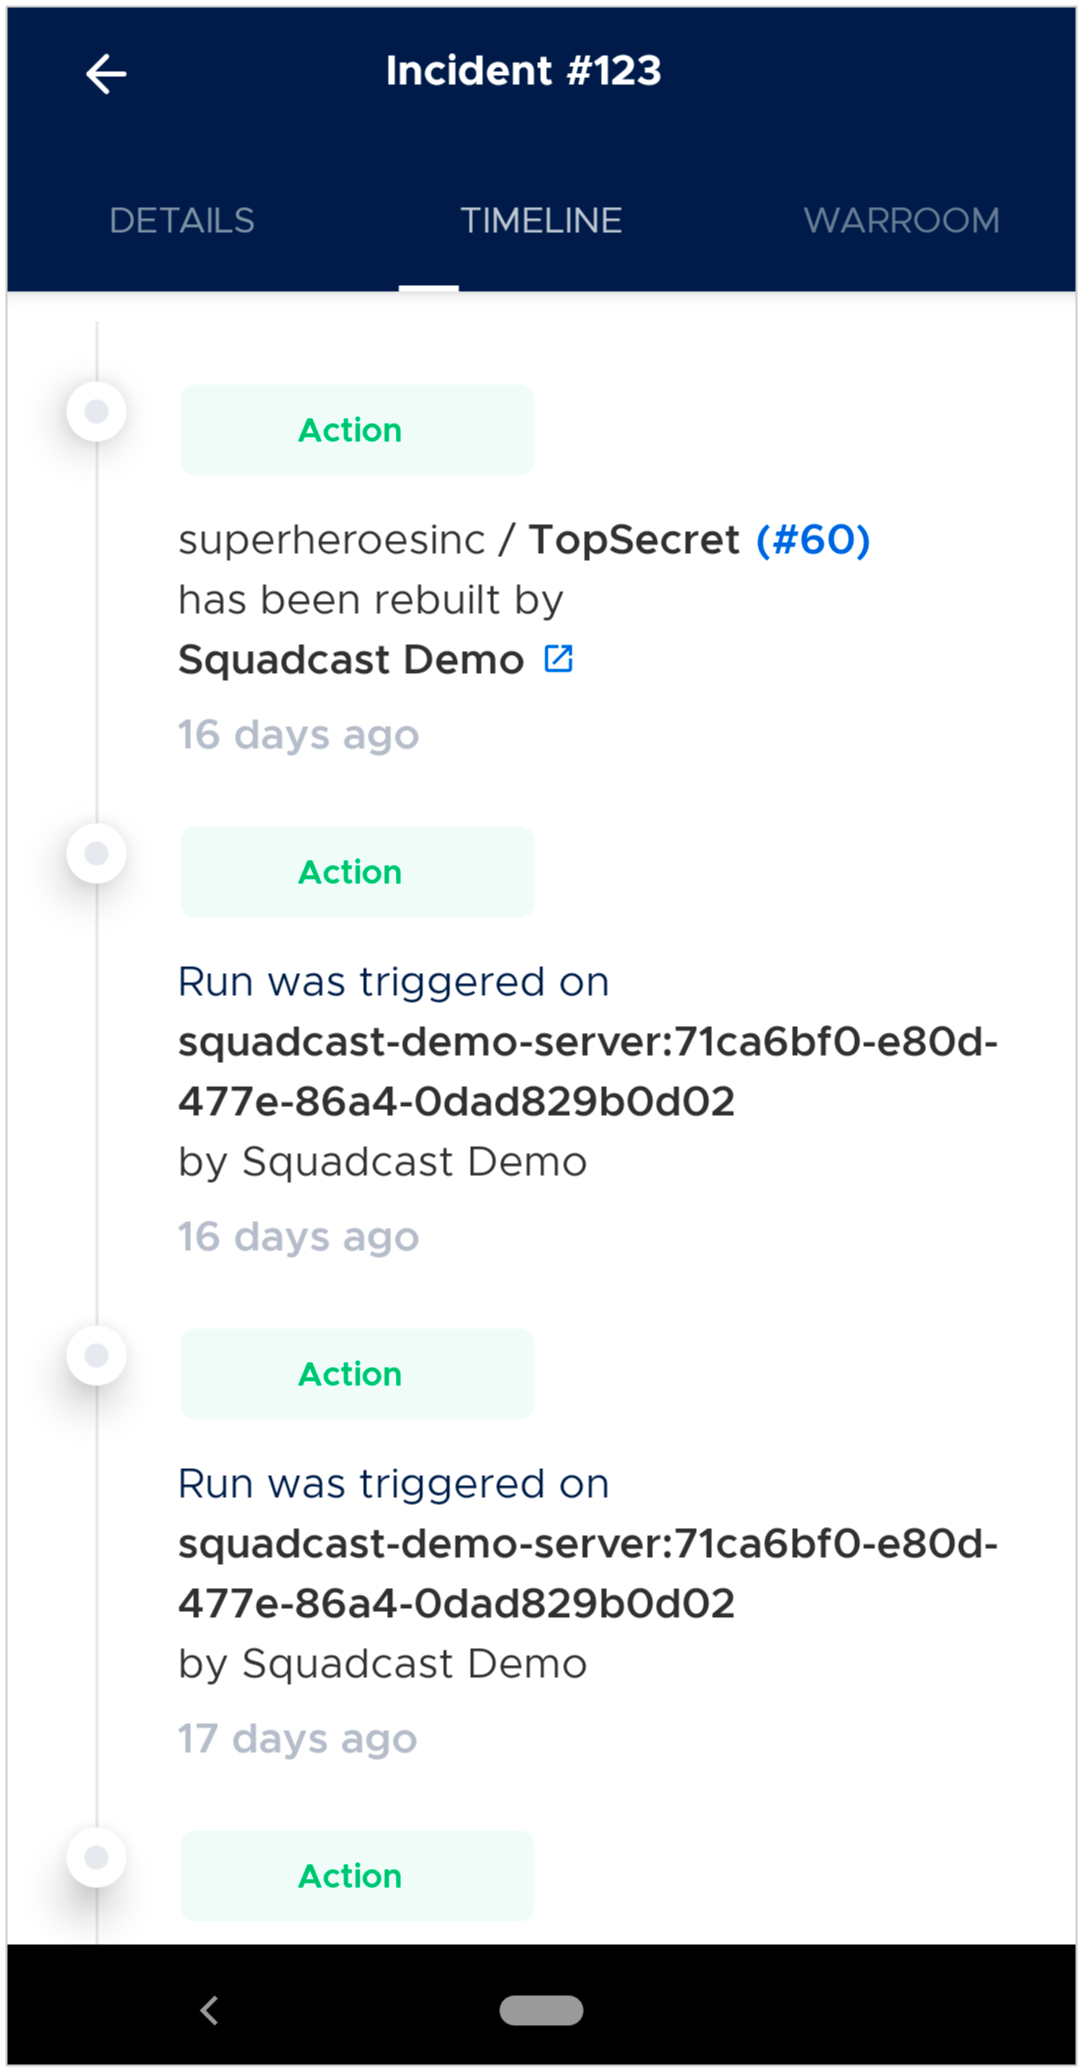 Incident #123
DETAILS TIMELINE WARROOM
Action
superheroesinc / TopSecret (#60)
has been rebuilt by
Squadcast Demo
16 days ago
Action
Run was triggered on
squadcast-demo-server:71ca6bf0-e80d-
477e-86a4-0dad829b0d02
by Squadcast Demo
16 days ago
Action
Run was triggered on
squadcast-demo-server:71ca6bf0-e80d-
477e-86a4-0dad829b0d02
by Squadcast Demo
17 days ago
Action